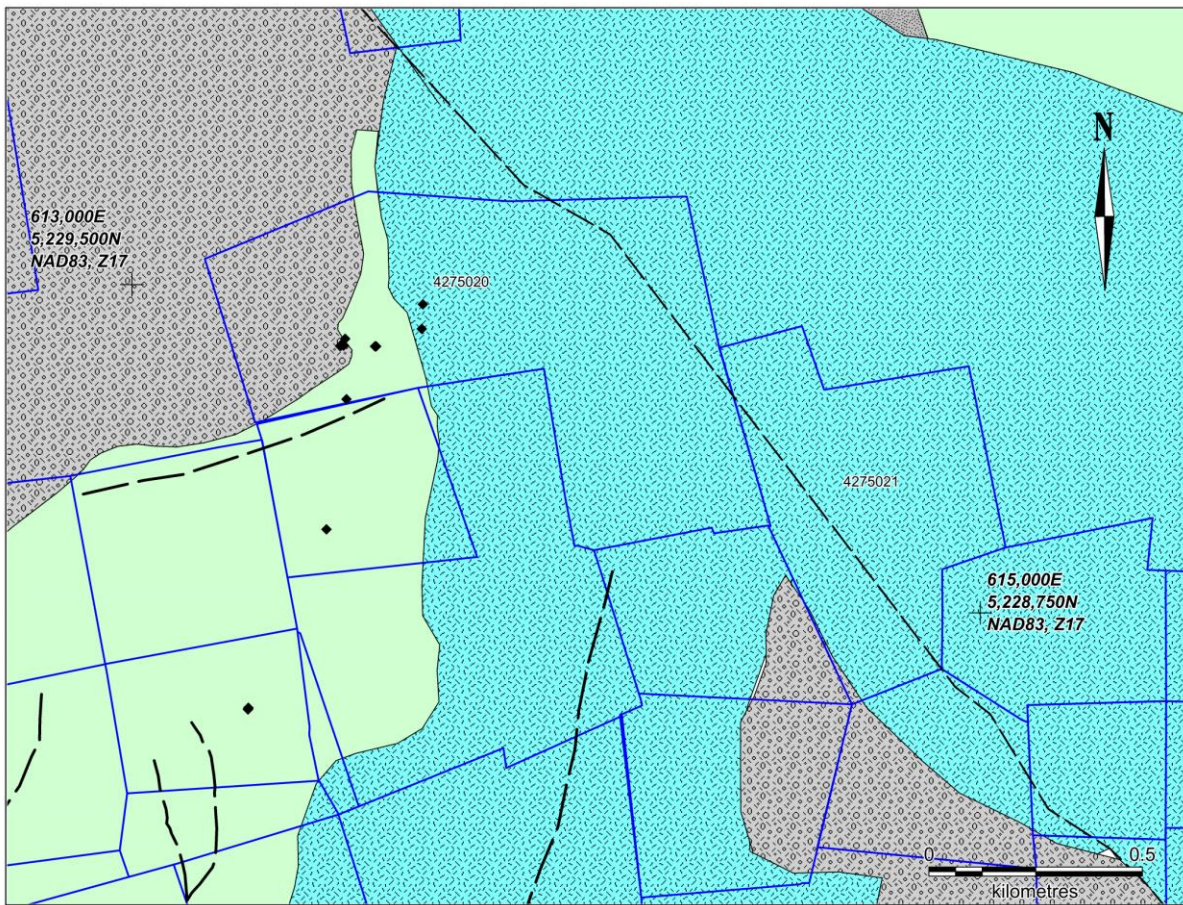 N
613,000E
5,229,500N
NAD83, Z17
4275020
4275021
615,000E
5,228,750N
NAD83, Z17
0 0.5
kilometres